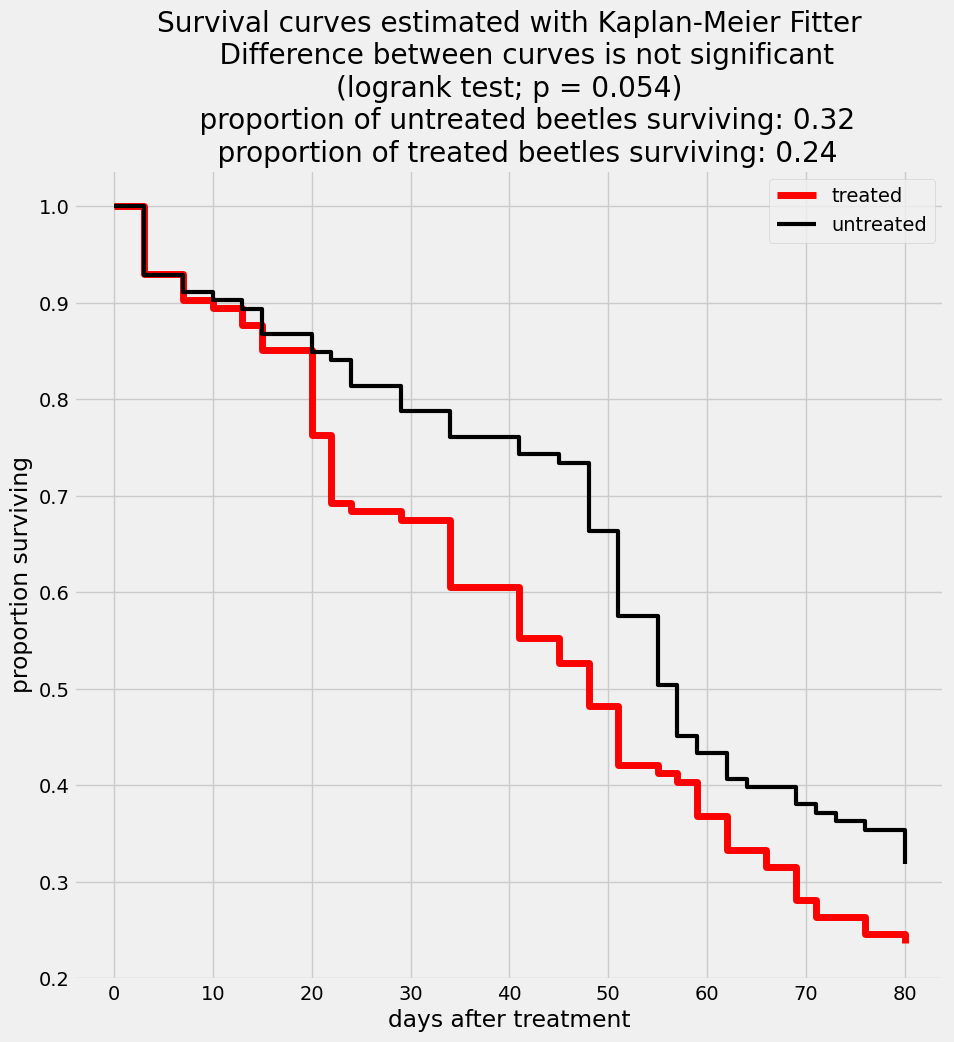 Survival curves estimated with Kaplan-Meier Fitter
Difference between curves is not significant
(logrank test; p = 0.054)
proportion of untreated beetles surviving: 0.32
proportion of treated beetles surviving: 0.24
treated
untreated
proportion surviving
1.0
0.9
0.8
0.7
0.6
0.5
0.4
0.3
0.2
0 10 20 30 40 50 60 70 80
days after treatment